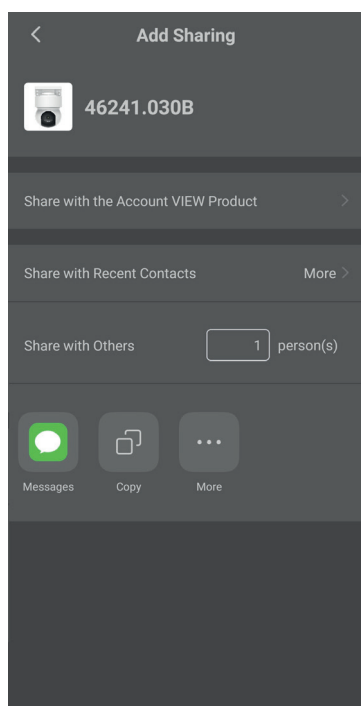 Add Sharing
46241.030B
Share with the Account VIEW Product
Share with Recent Contacts More
Share with Others 1 person(s)
Messages Copy More